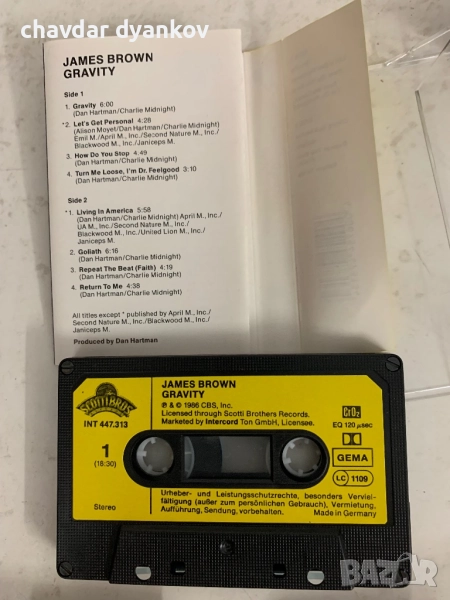 chavdar dyankov
JAMES BROWN
GRAVITY
Side 1
1. Gravity 6:00
(Dan Hartman/Charlie Midnight)
*2. Let's Get Personal 4:28
(Alison Moyet/Dan Hartman/Charlie Midnight)
Emil M./April M., Inc./Second Nature M., Inc./
Blackwood M., Inc./Janiceps M.
3. How Do You Stop 4:49
(Dan Hartman/Charlie Midnight)
4. Turn Me Loose, I'm Dr. Feelgood 3:10
(Dan Hartman/Charlie Midnight)
Side 2
*1. Living In America 5:58
(Dan Hartman/Charlie Midnight) April M., Inc./
UA M., Inc./Second Nature M., Inc./
Blackwood M., Inc./United Lion M., Inc./
Janiceps M.
2. Goliath 6:16
(Dan Hartman/Charlie Midnight)
3. Repeat The Beat (Faith) 4:19
(Dan Hartman/Charlie Midnight)
4. Return To Me 4:38
(Dan Hartman/Charlie Midnight)
All titles except * published by April M., Inc./
Second Nature M., Inc./Blackwood M., Inc./
Janiceps M.
Produced by Dan Hartman
SCOTTI BROS
INT 447.313
JAMES BROWN
GRAVITY
℗ & © 1986 CBS, Inc.
Licensed through Scotti Brothers Records.
Marketed by Intercord Ton GmbH, Licensee.
CrO2
EQ 120 µsec
1
(18:30)
GEMA
LC 1109
Stereo
Urheber- und Leistungsschutzrechte, besonders Verviel-
fältigung (außer zum persönlichen Gebrauch), Vermietung,
Aufführung, Sendung, vorbehalten. Made in Germany
BAZAR